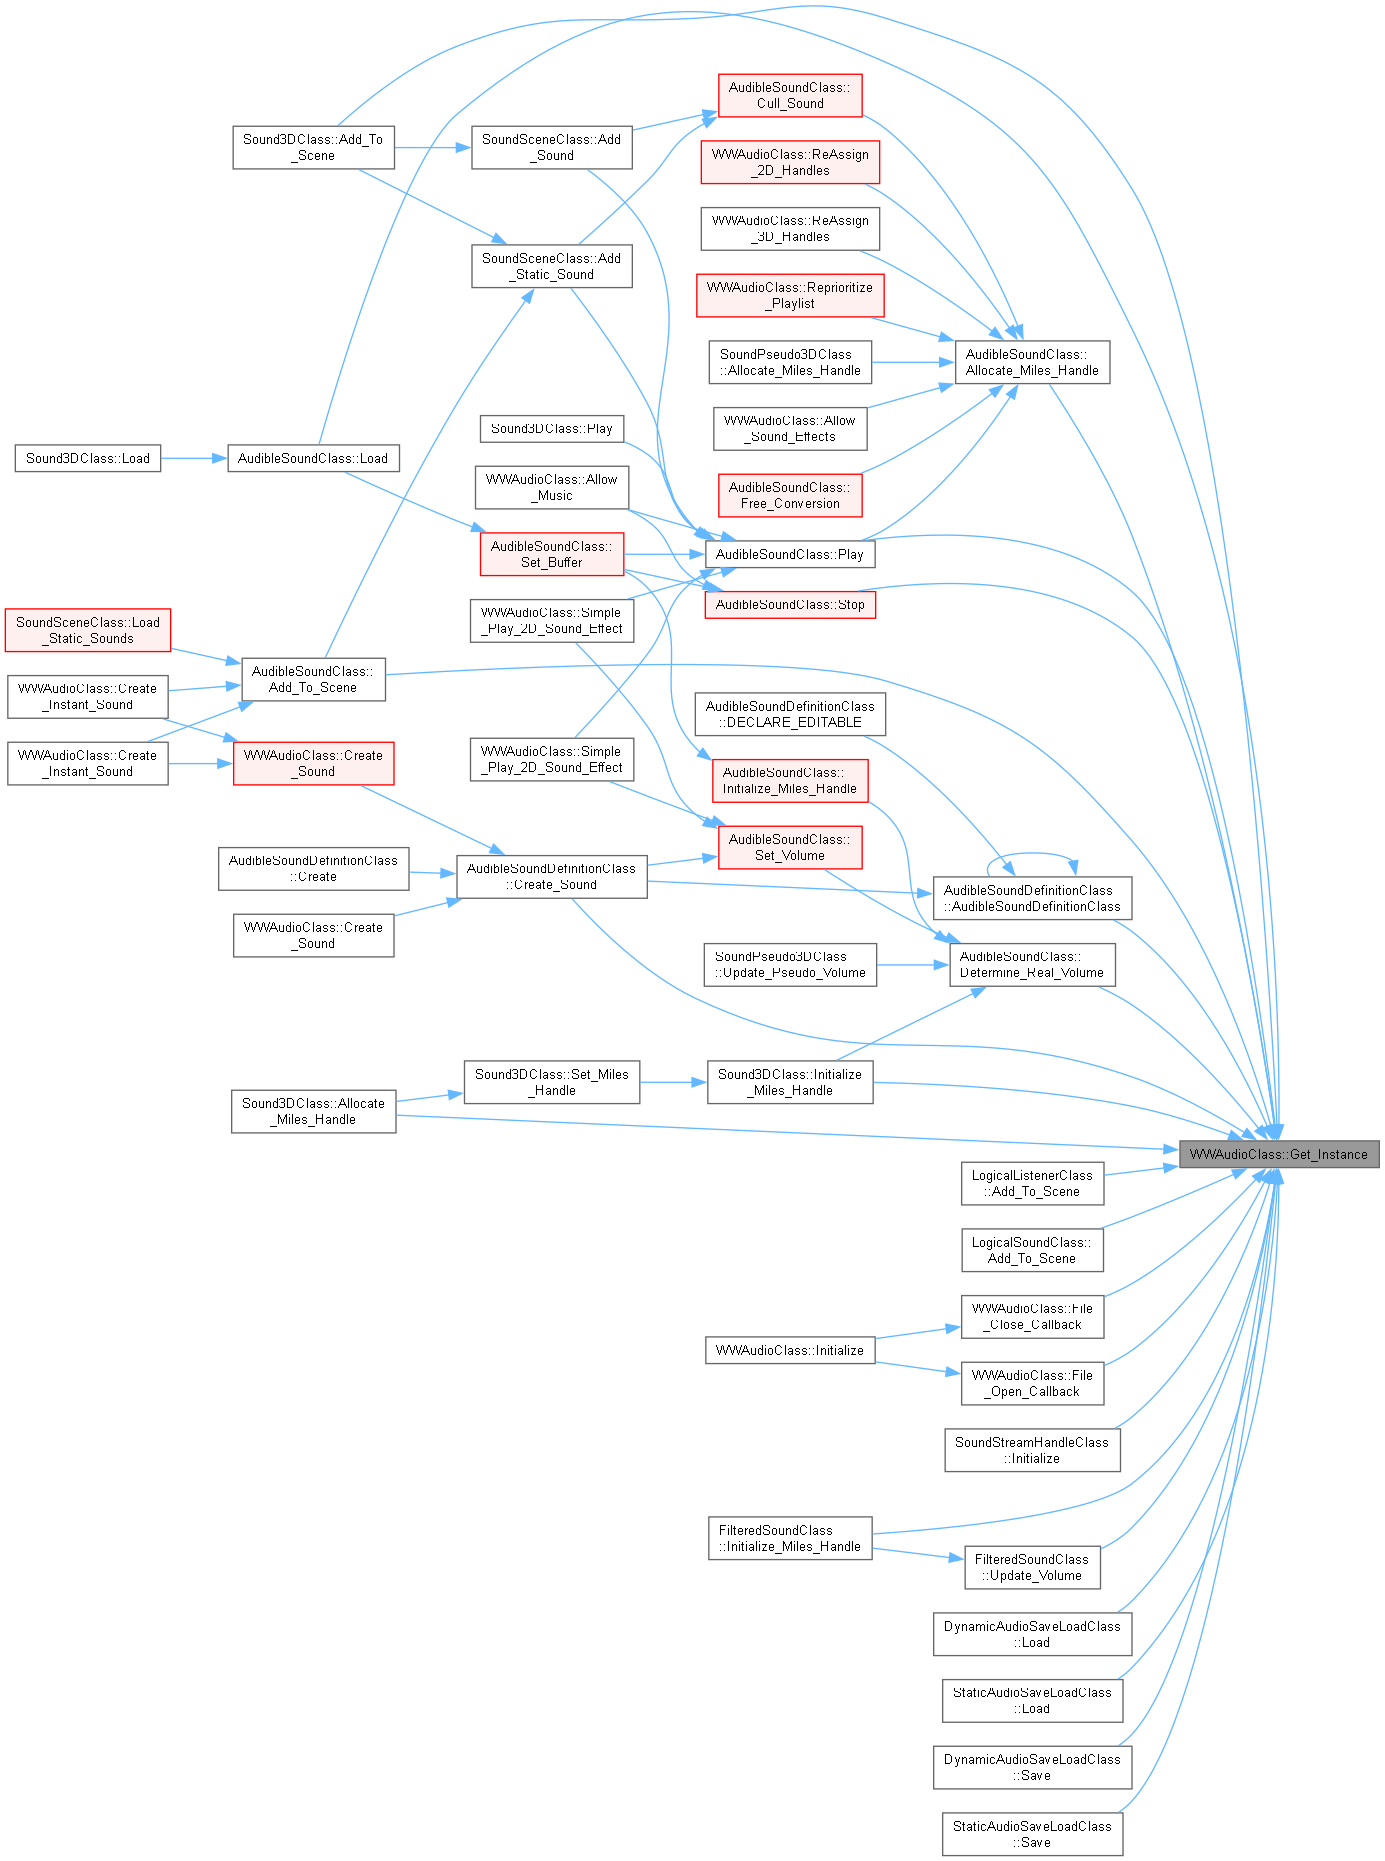 AudibleSoundClass::
Cull_Sound
Sound3DClass::Add_To
_Scene
SoundSceneClass::Add
_Sound
WWAudioClass::ReAssign
_2D_Handles
WWAudioClass::ReAssign
_3D_Handles
SoundSceneClass::Add
_Static_Sound
WWAudioClass::Reprioritize
_Playlist
SoundPseudo3DClass
::Allocate_Miles_Handle
AudibleSoundClass::
Allocate_Miles_Handle
WWAudioClass::Allow
_Sound_Effects
Sound3DClass::Play
Sound3DClass::Load
AudibleSoundClass::Load
WWAudioClass::Allow
_Music
AudibleSoundClass::
Free_Conversion
AudibleSoundClass::
Set_Buffer
AudibleSoundClass::Play
AudibleSoundClass::Stop
WWAudioClass::Simple
_Play_2D_Sound_Effect
SoundSceneClass::Load
_Static_Sounds
AudibleSoundClass::
Add_To_Scene
WWAudioClass::Create
_Instant_Sound
AudibleSoundDefinitionClass
::DECLARE_EDITABLE
WWAudioClass::Create
_Instant_Sound
WWAudioClass::Create
_Sound
WWAudioClass::Simple
_Play_2D_Sound_Effect
AudibleSoundClass::
Initialize_Miles_Handle
AudibleSoundClass::
Set_Volume
AudibleSoundDefinitionClass
::Create
AudibleSoundDefinitionClass
::Create_Sound
AudibleSoundDefinitionClass
::AudibleSoundDefinitionClass
WWAudioClass::Create
_Sound
SoundPseudo3DClass
::Update_Pseudo_Volume
AudibleSoundClass::
Determine_Real_Volume
Sound3DClass::Allocate
_Miles_Handle
Sound3DClass::Set_Miles
_Handle
Sound3DClass::Initialize
_Miles_Handle
WWAudioClass::Get_Instance
LogicalListenerClass
::Add_To_Scene
LogicalSoundClass::
Add_To_Scene
WWAudioClass::File
_Close_Callback
WWAudioClass::Initialize
WWAudioClass::File
_Open_Callback
SoundStreamHandleClass
::Initialize
FilteredSoundClass
::Initialize_Miles_Handle
FilteredSoundClass
::Update_Volume
DynamicAudioSaveLoadClass
::Load
StaticAudioSaveLoadClass
::Load
DynamicAudioSaveLoadClass
::Save
StaticAudioSaveLoadClass
::Save